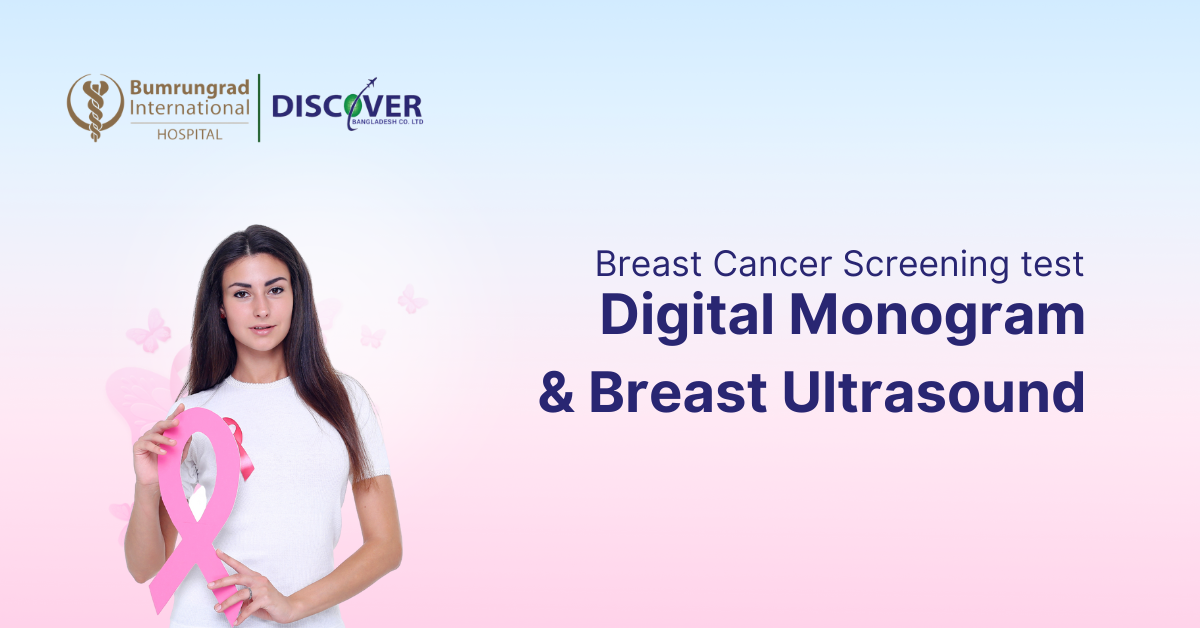 Bumrungrad
International
HOSPITAL
DISCOVER
BANGLADESH CO. LTD
Breast Cancer Screening test
Digital Monogram
& Breast Ultrasound